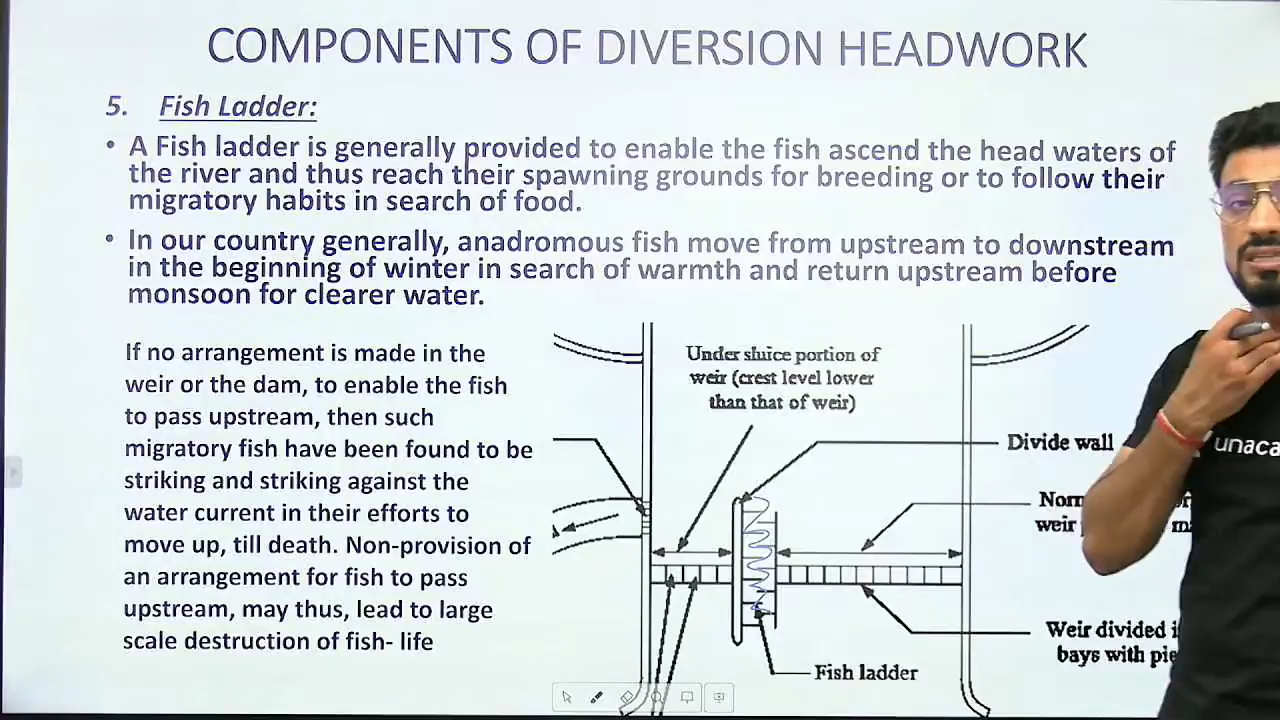 COMPONENTS OF DIVERSION HEADWORK
5. Fish Ladder:
• A Fish ladder is generally provided to enable the fish ascend the head waters of
the river and thus reach their spawning grounds for breeding or to follow their
migratory habits in search of food.
• In our country generally, anadromous fish move from upstream to downstream
in the beginning of winter in search of warmth and return upstream before
monsoon for clearer water.
If no arrangement is made in the
weir or the dam, to enable the fish
to pass upstream, then such
migratory fish have been found to be
striking and striking against the
water current in their efforts to
move up, till death. Non-provision of
an arrangement for fish to pass
upstream, may thus, lead to large
scale destruction of fish- life
Under sluice portion of
weir (crest level lower
than that of weir)
Divide wall
weir
Weir divided
bays with
Fish ladder
unaca